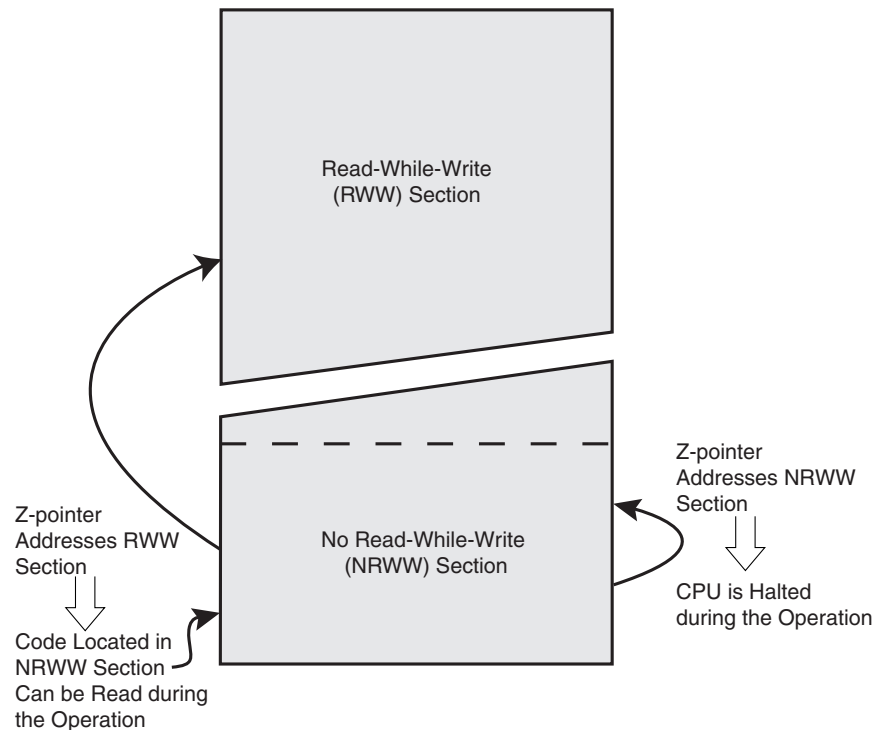 Read-While-Write
(RWW) Section
Z-pointer
Addresses NRWW
Section
Z-pointer
Addresses RWW
Section
No Read-While-Write
(NRWW) Section
CPU is Halted
during the Operation
Code Located in
NRWW Section
Can be Read during
the Operation